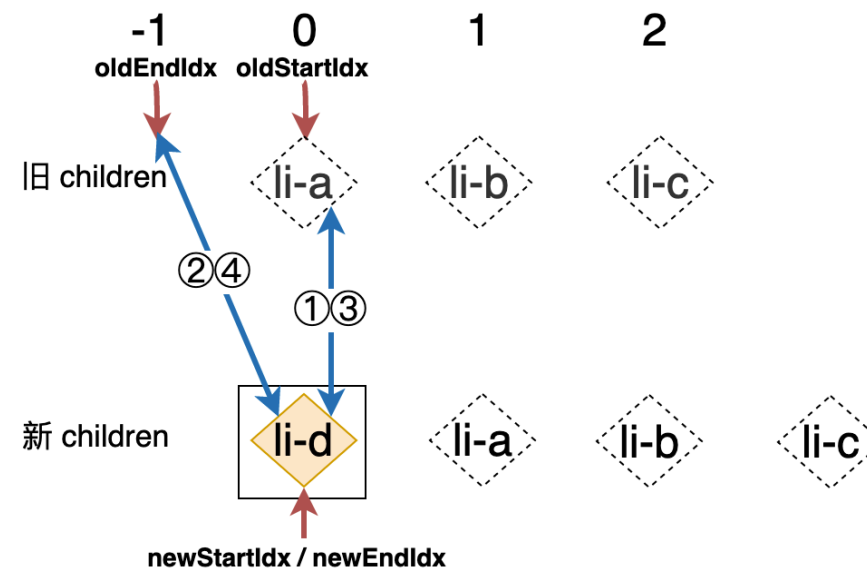 -1 0 1 2
oldEndIdx oldStartIdx
旧 children li-a li-b li-c
②④
①③
新 children li-d li-a li-b li-c
newStartIdx / newEndIdx